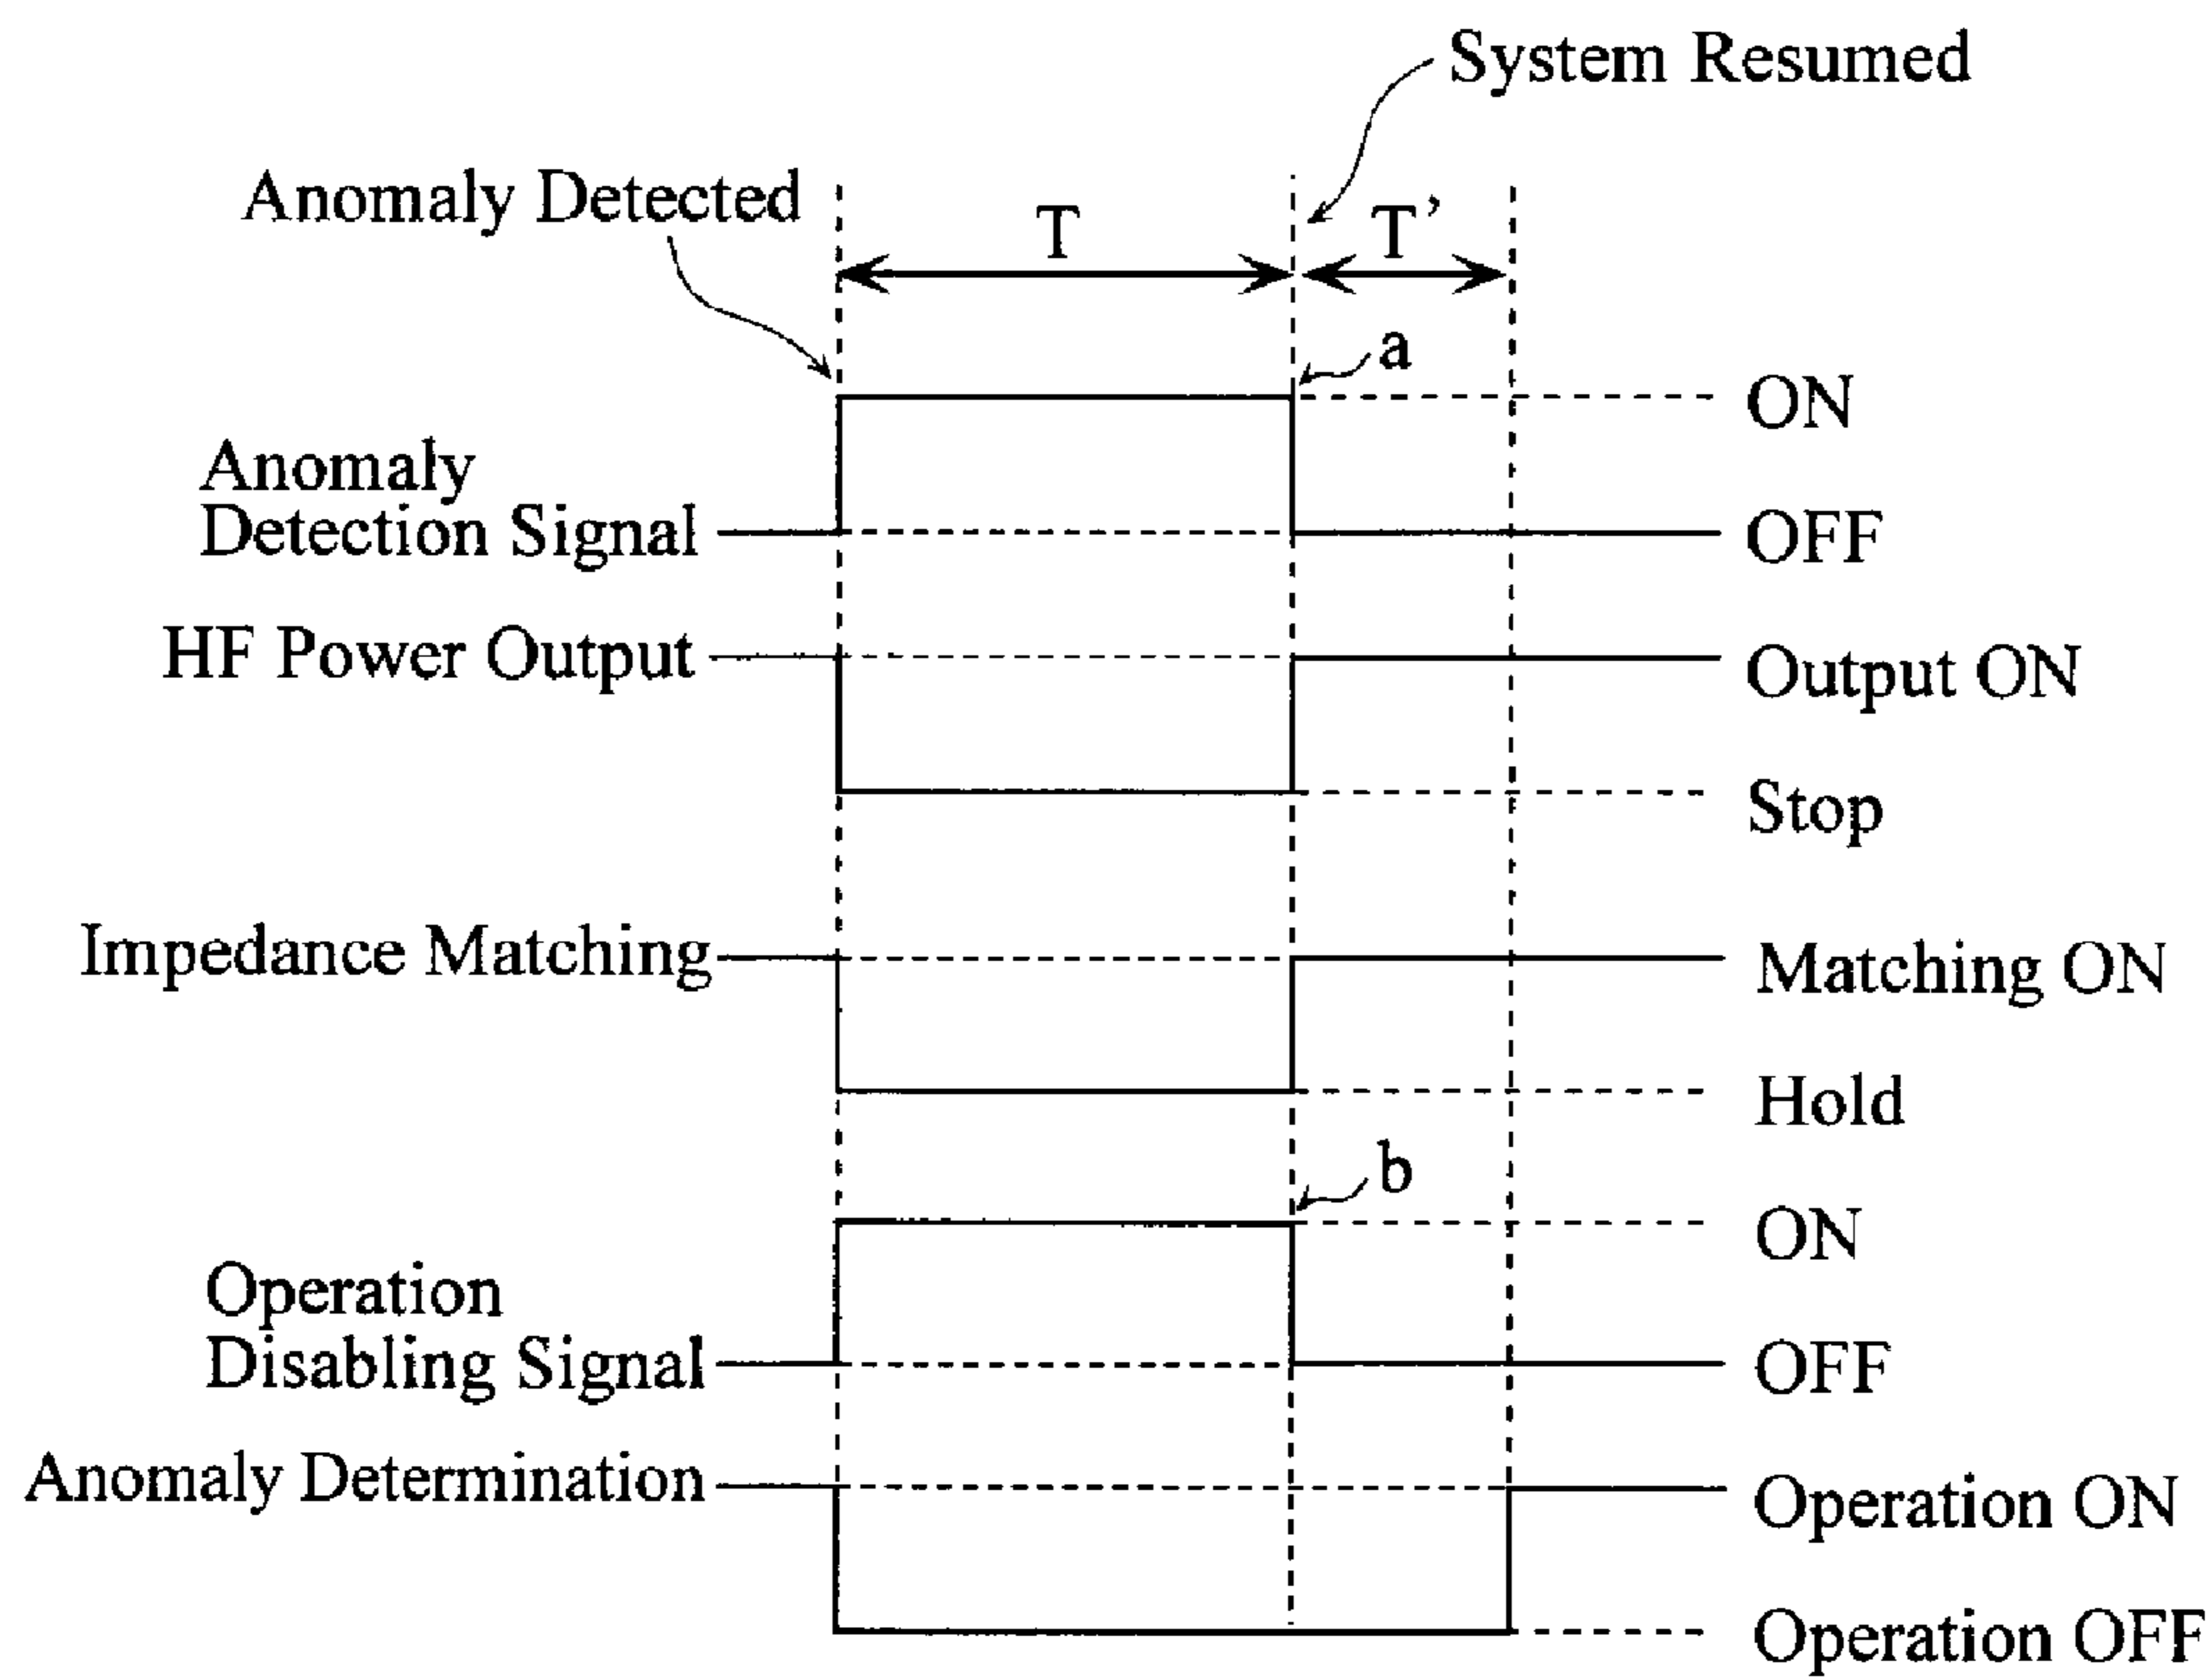 System Resumed
Anomaly Detected
T
T’
a
ON
Anomaly
Detection Signal
OFF
HF Power Output
Output ON
Stop
Impedance Matching
Matching ON
Hold
b
ON
Operation
Disabling Signal
OFF
Anomaly Determination
Operation ON
Operation OFF